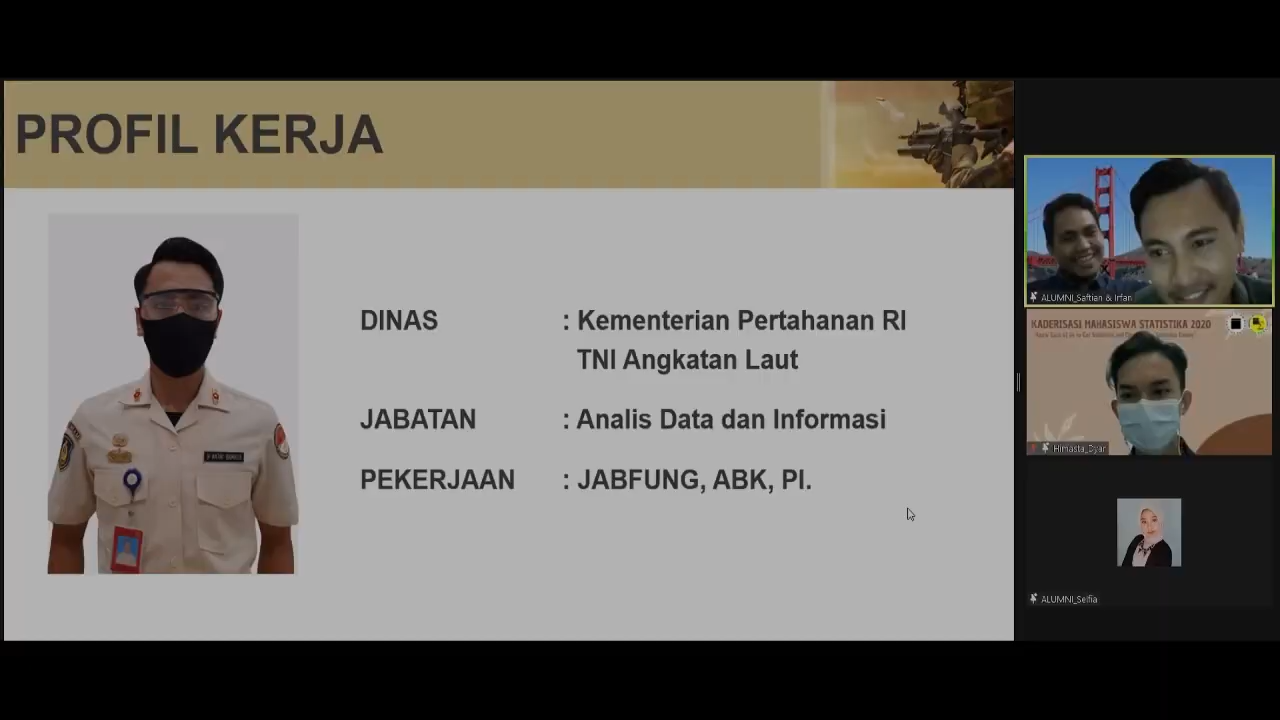 PROFIL KERJA
DINAS : Kementerian Pertahanan RI
TNI Angkatan Laut
JABATAN : Analis Data dan Informasi
PEKERJAAN : JABFUNG, ABK, PI.
ALUMNI_Saftian & Irfan
KADERISASI MAHASISWA STATISTIKA 2020
Himasta_Dyar
ALUMNI_Selfia